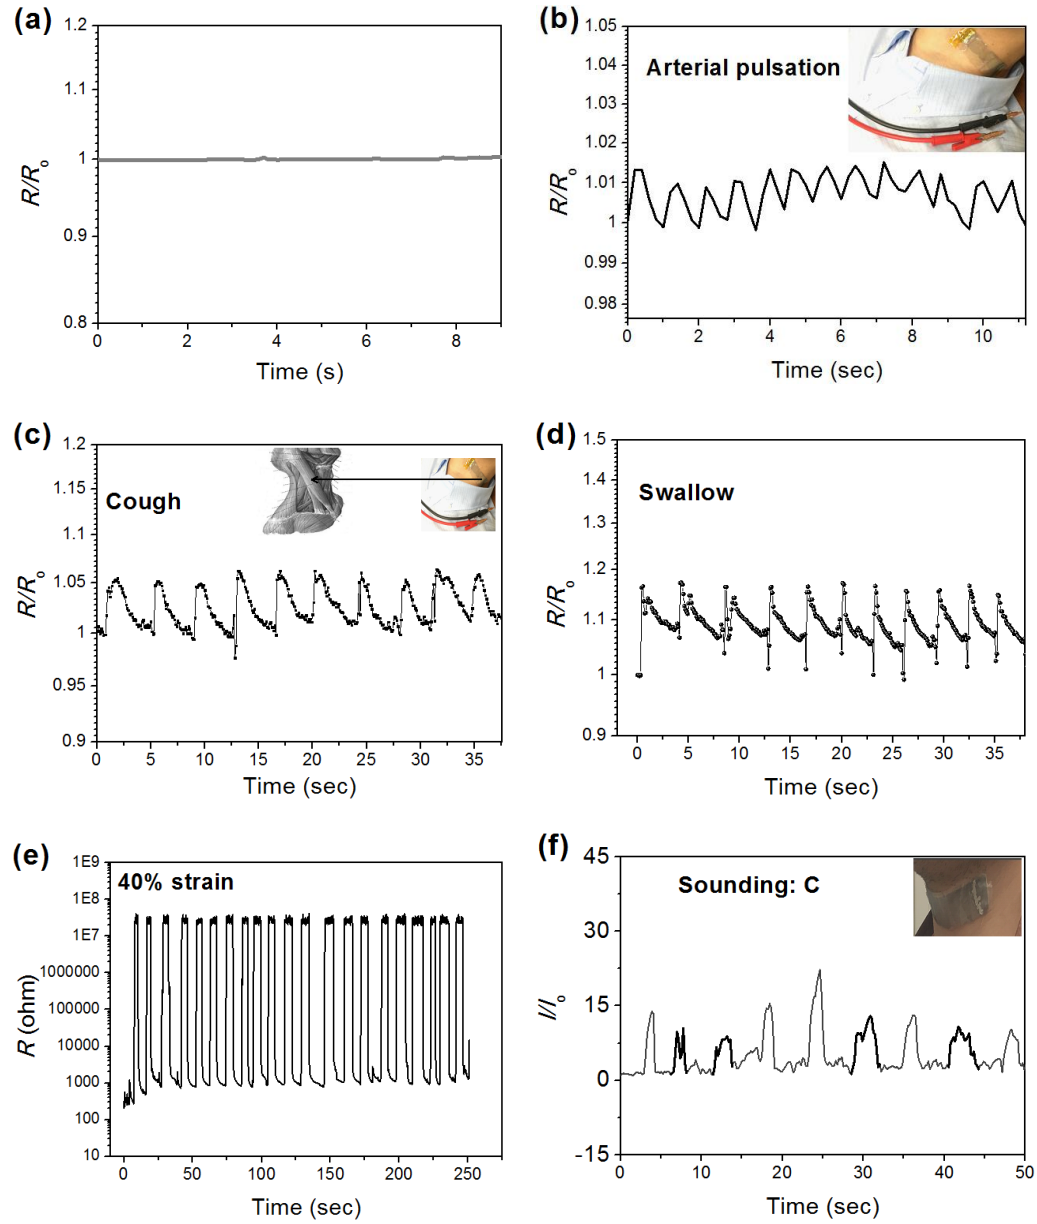 (a)
1.2
1.1
1
0.9
0.8
R/Ro
0
2
4
6
8
Time (s)
(b)
1.05
1.04
1.03
1.02
1.01
1
0.99
0.98
R/Ro
Arterial pulsation
0
2
4
6
8
10
Time (sec)
(c)
1.2
1.15
1.1
1.05
1
0.95
0.9
R/Ro
Cough
0
5
10
15
20
25
30
35
Time (sec)
(d)
1.5
1.4
1.3
1.2
1.1
1
0.9
R/Ro
Swallow
0
5
10
15
20
25
30
35
Time (sec)
(e)
1E9
1E8
1E7
1000000
100000
10000
1000
100
10
R (ohm)
40% strain
0
50
100
150
200
250
Time (sec)
(f)
45
30
15
0
-15
I/Io
Sounding: C
0
10
20
30
40
50
Time (sec)